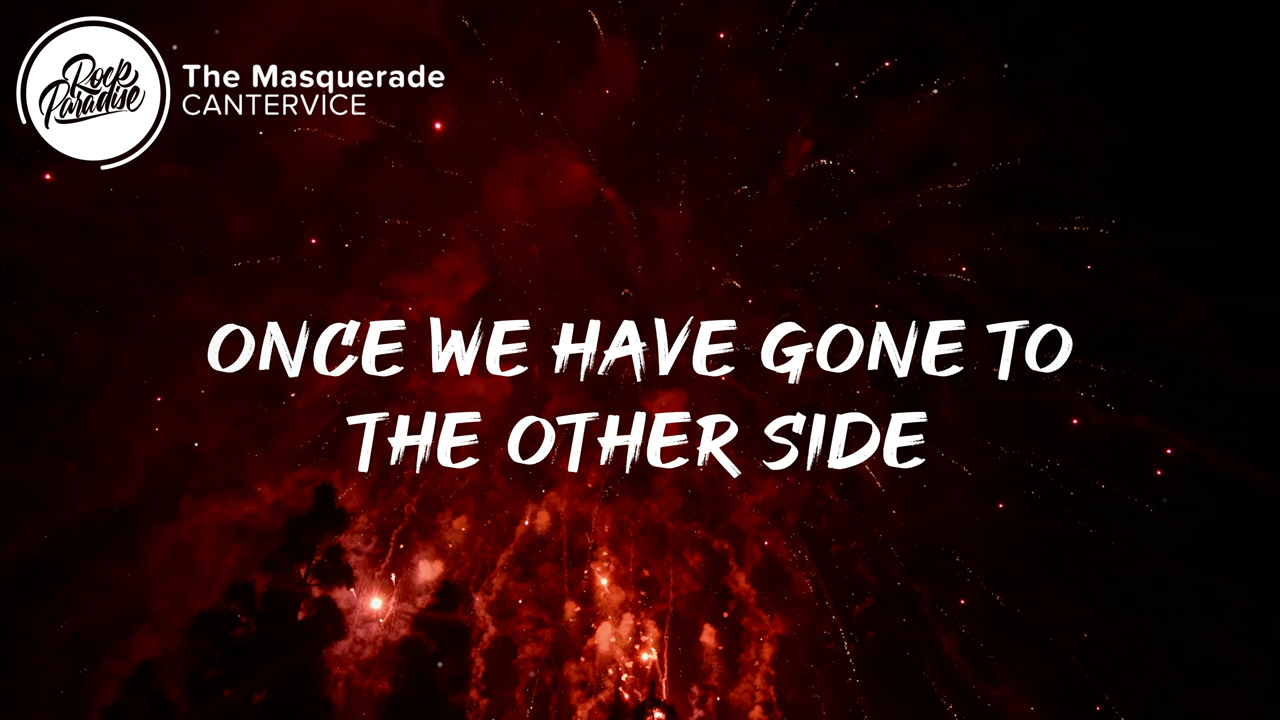 Rock
Paradise
The Masquerade
CANTERVICE
ONCE WE HAVE GONE TO
THE OTHER SIDE